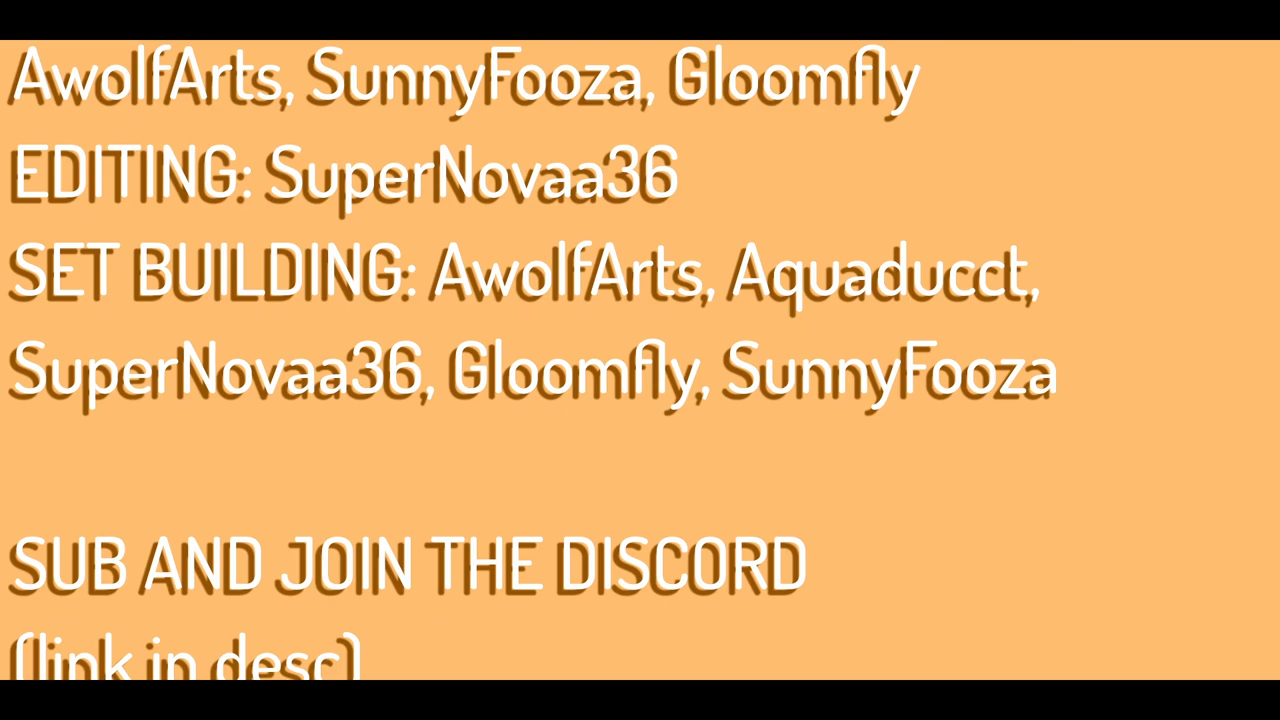 AwolfArts, SunnyFooza, Gloomfly
EDITING: SuperNovaa36
SET BUILDING: AwolfArts, Aquaducct,
SuperNovaa36, Gloomfly, SunnyFooza
SUB AND JOIN THE DISCORD
(link in desc)